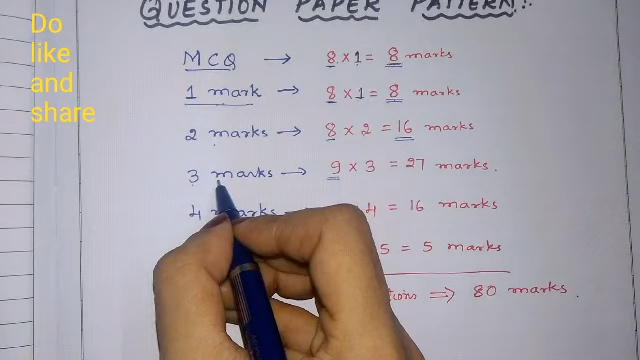 QUESTION PAPER PATTERN:
Do
like
and
share
MCQ → 8 × 1 = 8 marks
1 mark → 8 × 1 = 8 marks
2 marks → 8 × 2 = 16 marks
3 marks → 9 × 3 = 27 marks.
4 marks 4 = 16 marks
5 = 5 marks
⇒ 80 marks.